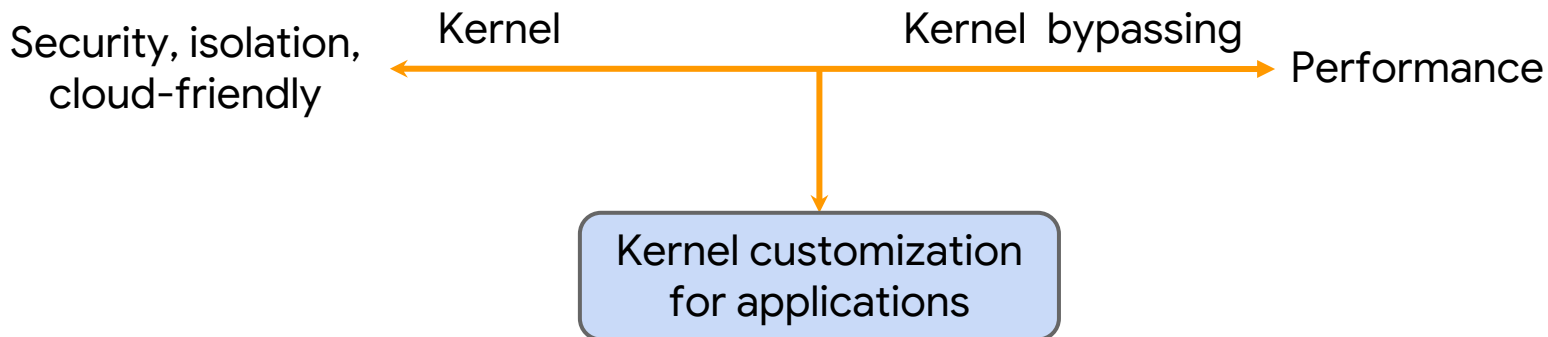 Security, isolation,
cloud-friendly
Kernel
Kernel bypassing
Performance
Kernel customization
for applications